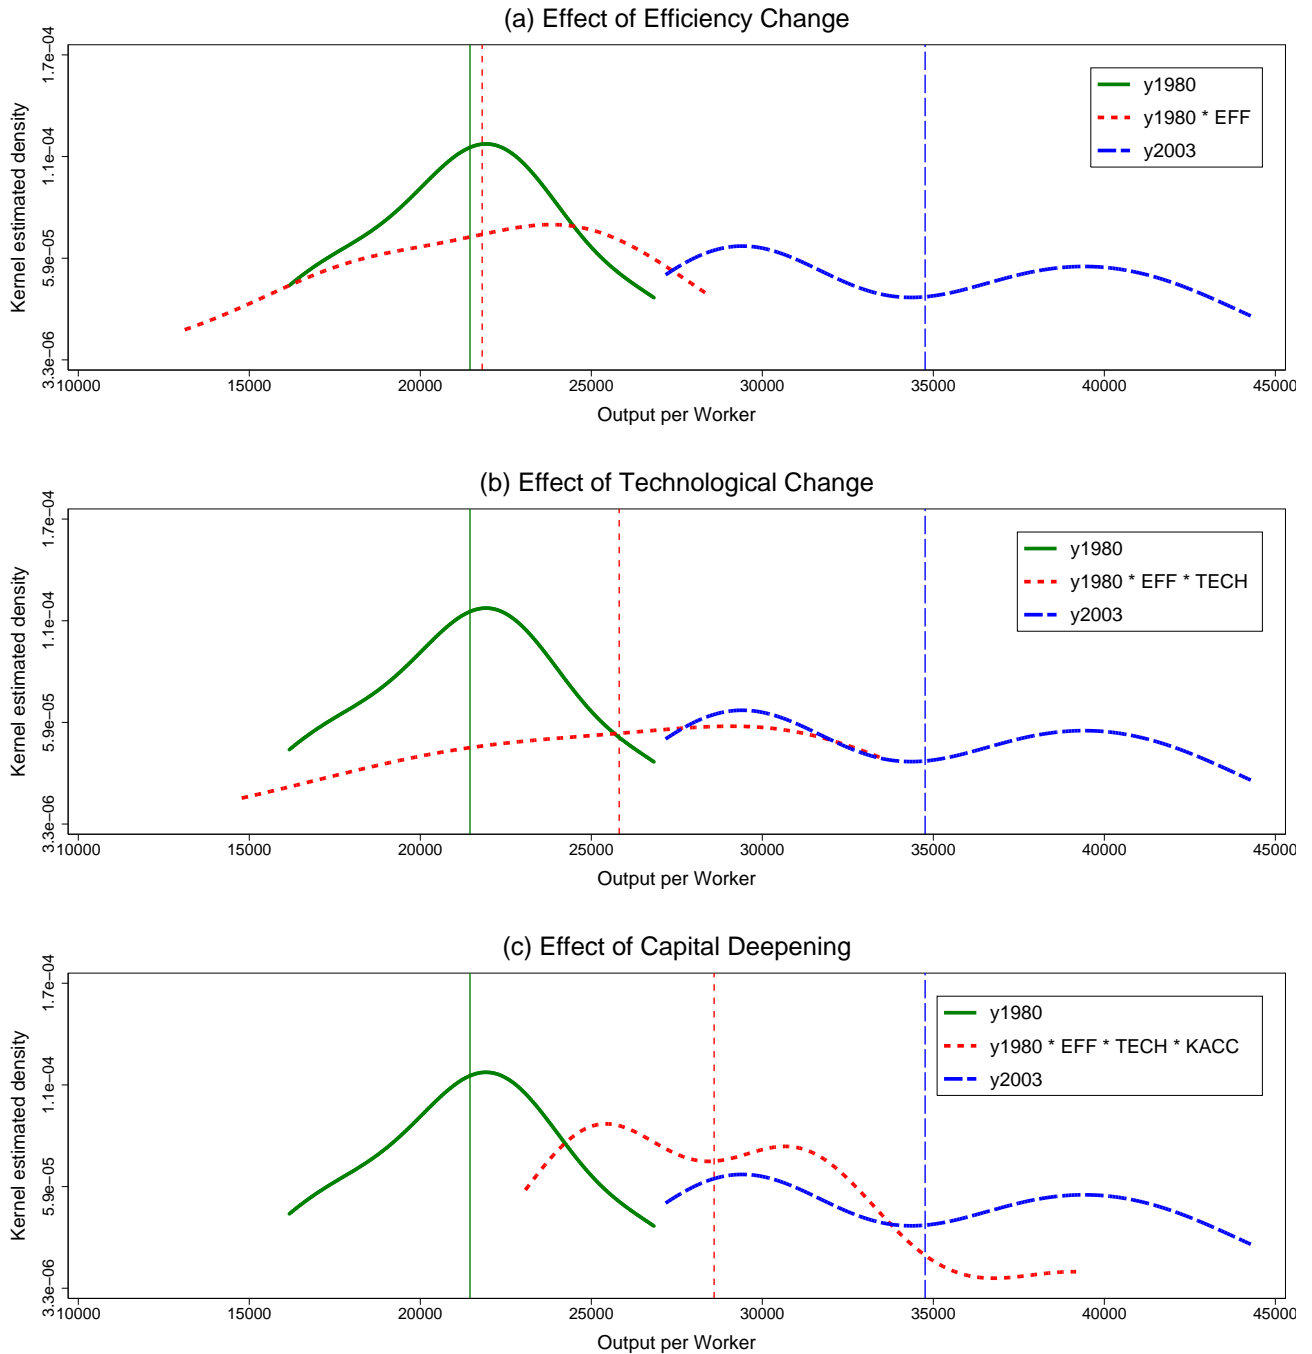 (a) Effect of Efficiency Change
Kernel estimated density
1.7e−04
1.1e−04
5.9e−05
3.3e−06
y1980
y1980 * EFF
y2003
10000 15000 20000 25000 30000 35000 40000 45000
Output per Worker
(b) Effect of Technological Change
Kernel estimated density
1.7e−04
1.1e−04
5.9e−05
3.3e−06
y1980
y1980 * EFF * TECH
y2003
10000 15000 20000 25000 30000 35000 40000 45000
Output per Worker
(c) Effect of Capital Deepening
Kernel estimated density
1.7e−04
1.1e−04
5.9e−05
3.3e−06
y1980
y1980 * EFF * TECH * KACC
y2003
10000 15000 20000 25000 30000 35000 40000 45000
Output per Worker